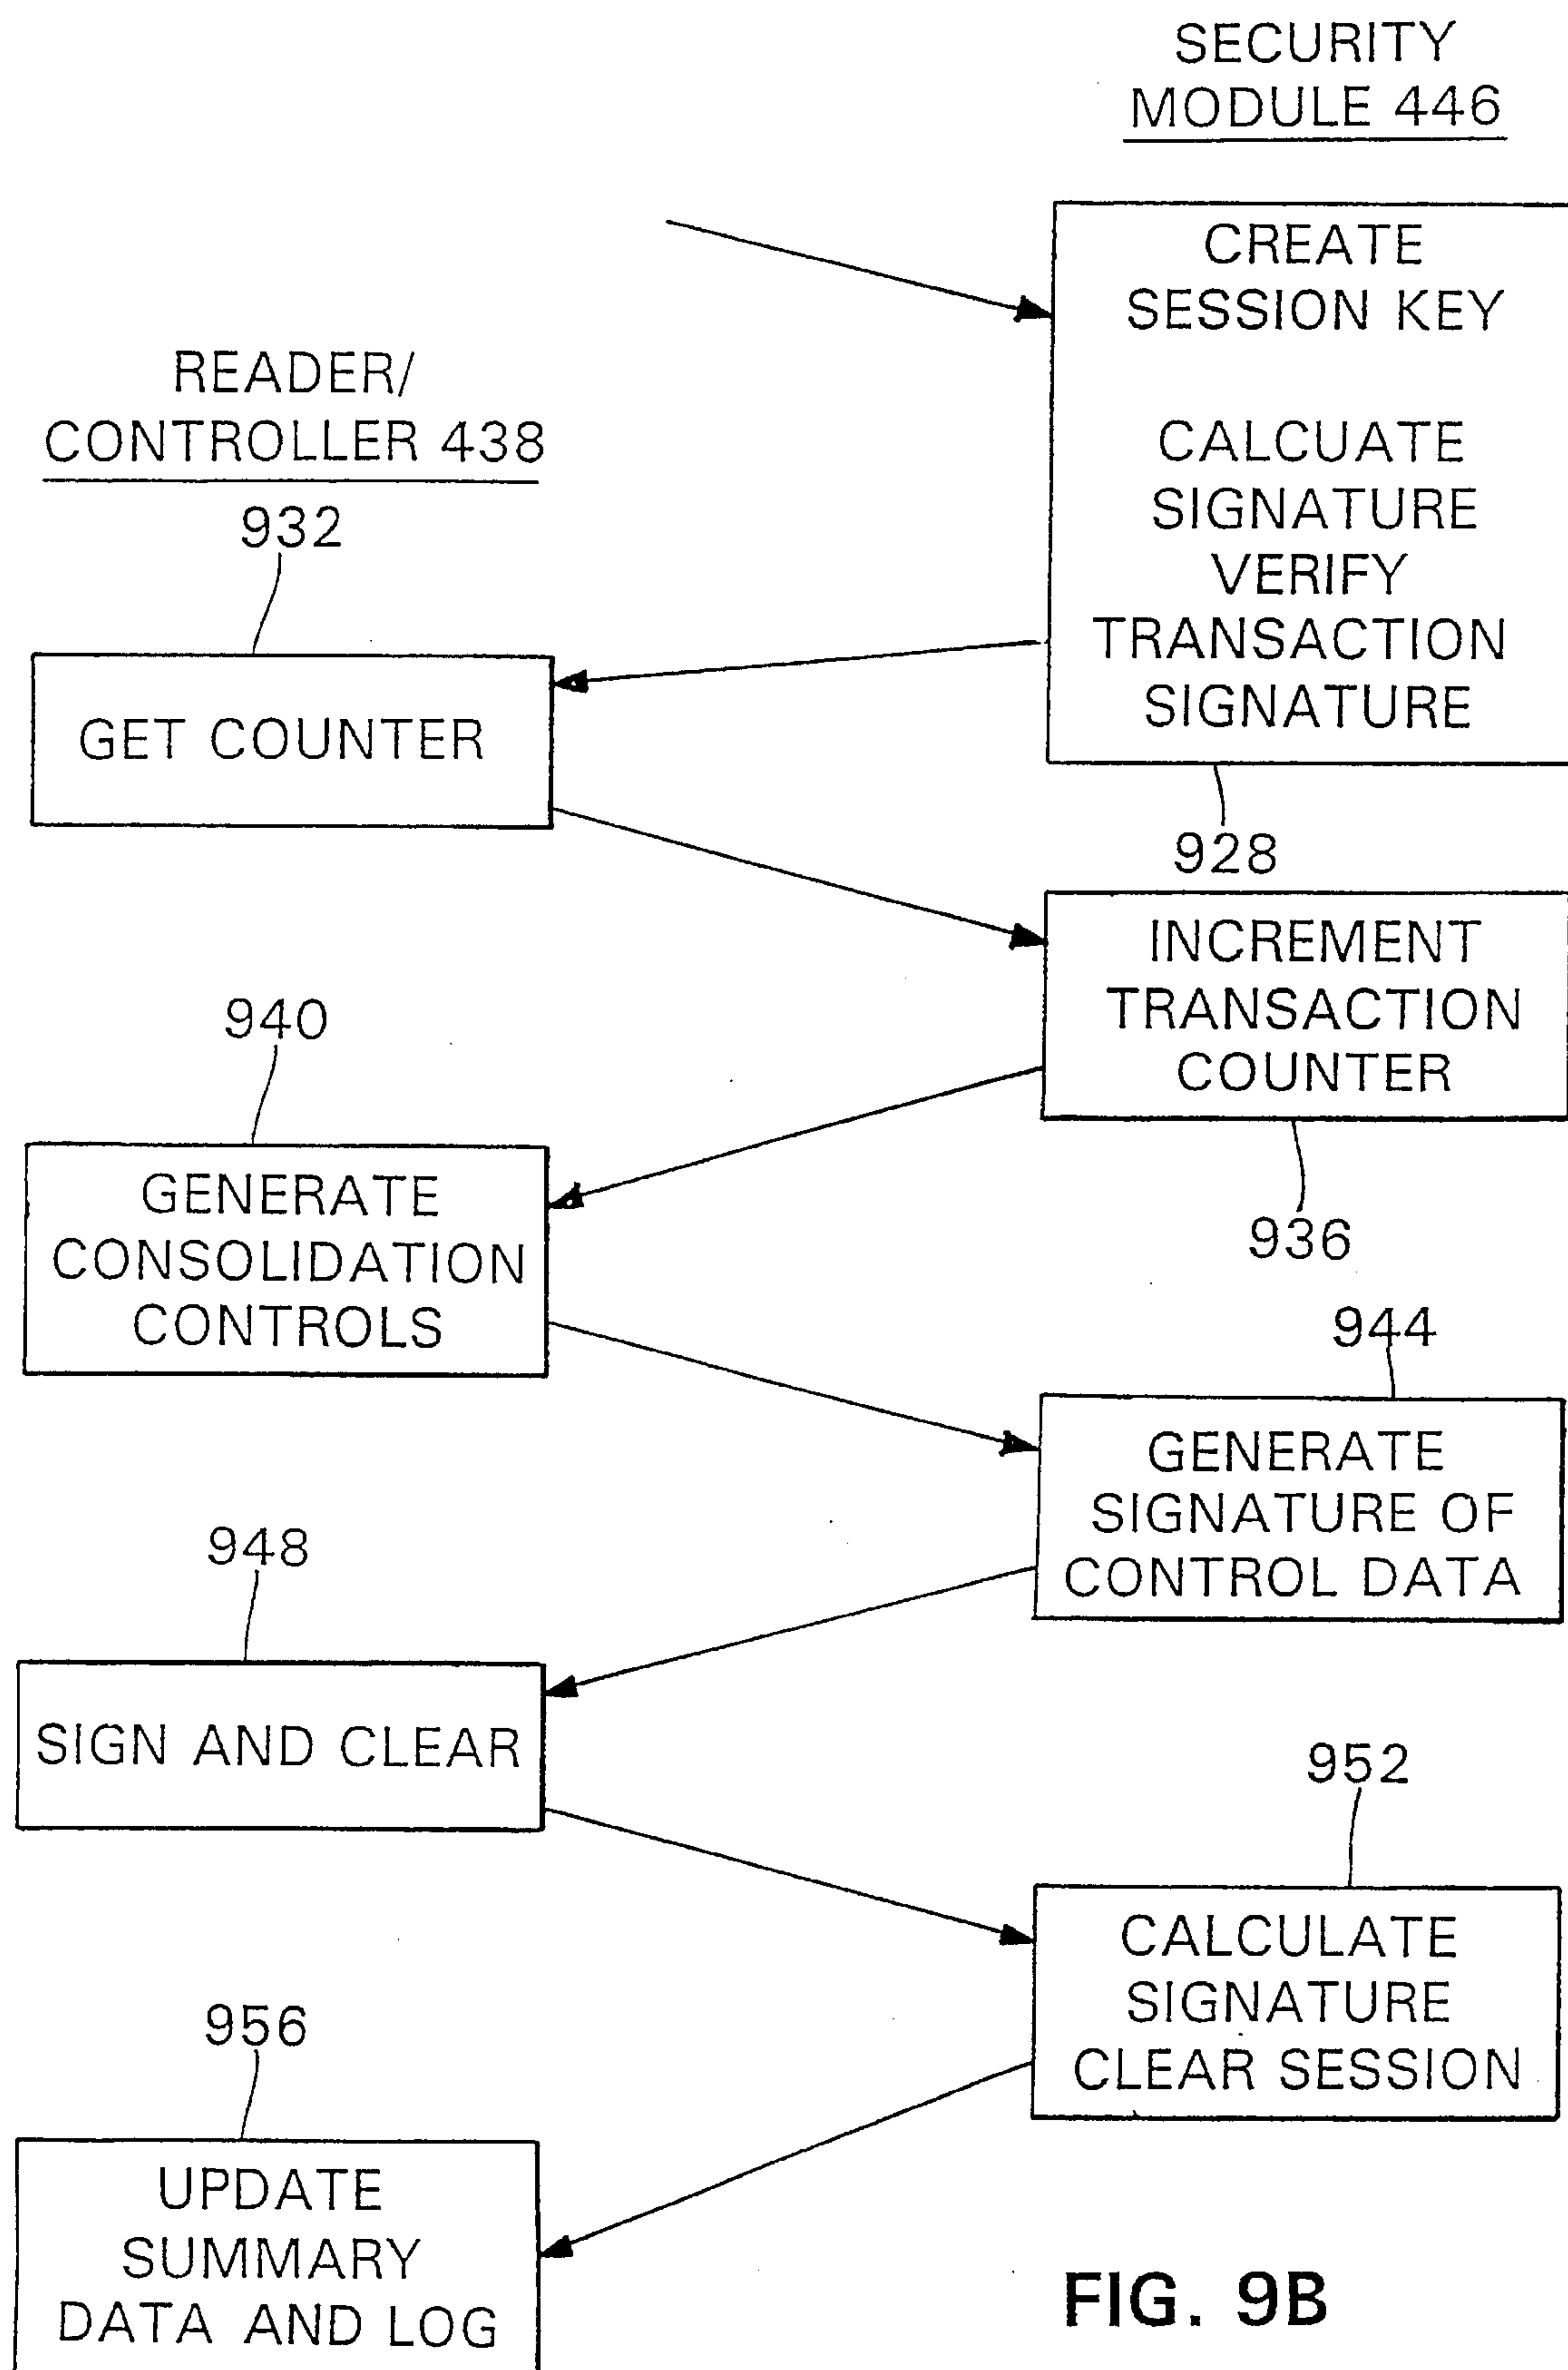 SECURITY
MODULE 446
CREATE
SESSION KEY
CALCUATE
SIGNATURE
VERIFY
TRANSACTION
SIGNATURE
928
READER/
CONTROLLER 438
932
GET COUNTER
INCREMENT
TRANSACTION
COUNTER
936
940
GENERATE
CONSOLIDATION
CONTROLS
944
GENERATE
SIGNATURE OF
CONTROL DATA
948
SIGN AND CLEAR
952
CALCULATE
SIGNATURE
CLEAR SESSION
956
UPDATE
SUMMARY
DATA AND LOG
FIG. 9B